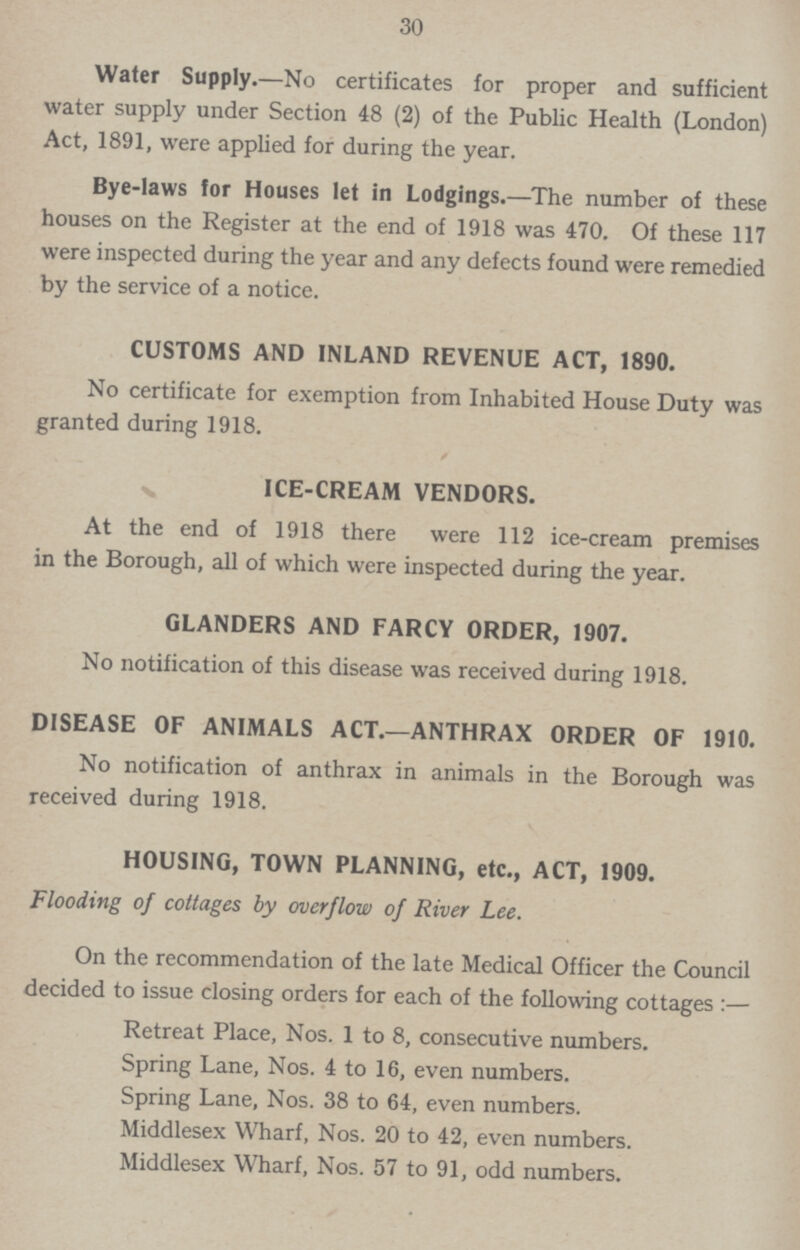 30
Water Supply.—No certificates for proper and sufficient
water supply under Section 48 (2) of the Public Health (London)
Act, 1891, were applied for during the year.
Bye-laws for Houses let in Lodgings.—The number of these
houses on the Register at the end of 1918 was 470. Of these 117
were inspected during the year and any defects found were remedied
by the service of a notice.
CUSTOMS AND INLAND REVENUE ACT, 1890.
No certificate for exemption from Inhabited House Duty was
granted during 1918.
ICE-CREAM VENDORS.
At the end of 1918 there were 112 ice-cream premises
in the Borough, all of which were inspected during the year.
GLANDERS AND FARCY ORDER, 1907.
No notification of this disease was received during 1918.
DISEASE OF ANIMALS ACT.—ANTHRAX ORDER OF 1910.
No notification of anthrax in animals in the Borough was
received during 1918.
HOUSING, TOWN PLANNING, etc., ACT, 1909.
Flooding of cottages by overflow of River Lee.
On the recommendation of the late Medical Officer the Council
decided to issue closing orders for each of the following cottages :—
Retreat Place, Nos. 1 to 8, consecutive numbers.
Spring Lane, Nos. 4 to 16, even numbers.
Spring Lane, Nos. 38 to 64, even numbers.
Middlesex Wharf, Nos. 20 to 42, even numbers.
Middlesex Wharf, Nos. 57 to 91, odd numbers.